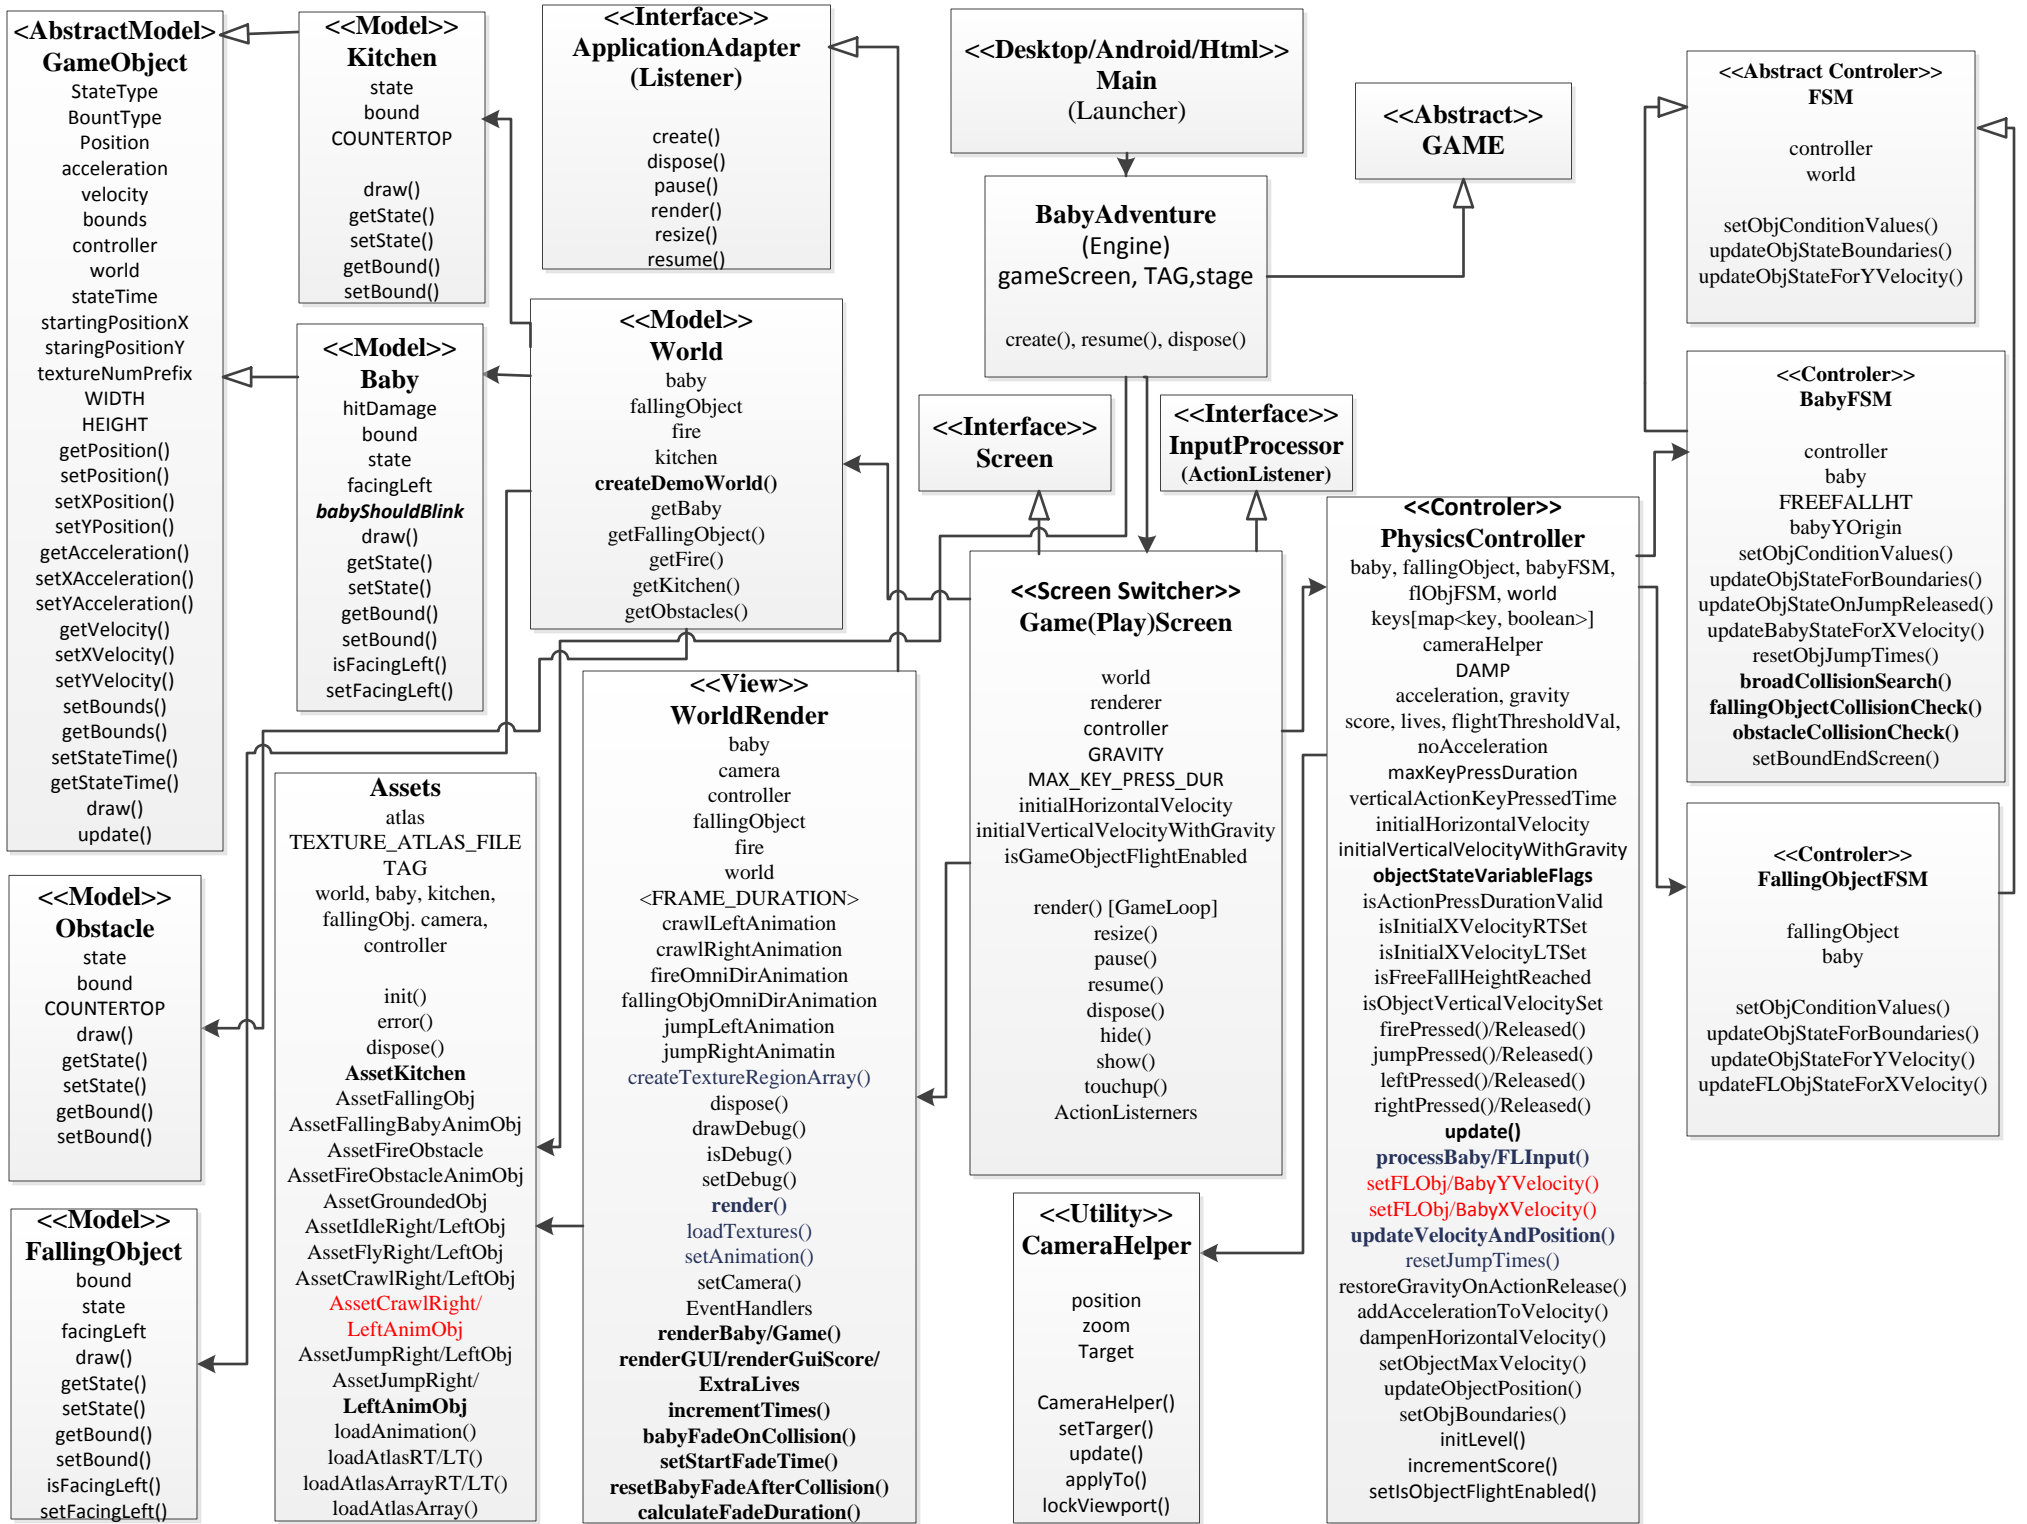 <AbstractModel>
GameObject
StateType
BountType
Position
acceleration
velocity
bounds
controller
world
stateTime
startingPositionX
staringPositionY
textureNumPrefix
WIDTH
HEIGHT
getPosition()
setPosition()
setXPosition()
setYPosition()
getAcceleration()
setXAcceleration()
setYAcceleration()
getVelocity()
setXVelocity()
setYVelocity()
setBounds()
getBounds()
setStateTime()
getStateTime()
draw()
update()
<<Model>>
Obstacle
state
bound
COUNTERTOP
draw()
getState()
setState()
getBound()
setBound()
<<Model>>
FallingObject
bound
state
facingLeft
draw()
getState()
setState()
getBound()
setBound()
isFacingLeft()
setFacingLeft()
<<Model>>
Kitchen
state
bound
COUNTERTOP
draw()
getState()
setState()
getBound()
setBound()
<<Model>>
Baby
hitDamage
bound
state
facingLeft
babyShouldBlink
draw()
getState()
setState()
getBound()
setBound()
isFacingLeft()
setFacingLeft()
Assets
atlas
TEXTURE_ATLAS_FILE
TAG
world, baby, kitchen,
fallingObj. camera,
controller
init()
error()
dispose()
AssetKitchen
AssetFallingObj
AssetFallingBabyAnimObj
AssetFireObstacle
AssetFireObstacleAnimObj
AssetGroundedObj
AssetIdleRight/LeftObj
AssetFlyRight/LeftObj
AssetCrawlRight/LeftObj
AssetCrawlRight/
LeftAnimObj
AssetJumpRight/LeftObj
AssetJumpRight/
LeftAnimObj
loadAnimation()
loadAtlasRT/LT()
loadAtlasArrayRT/LT()
loadAtlasArray()
<<Interface>>
ApplicationAdapter
(Listener)
create()
dispose()
pause()
render()
resize()
resume()
<<Model>>
World
baby
fallingObject
fire
kitchen
createDemoWorld()
getBaby
getFallingObject()
getFire()
getKitchen()
getObstacles()
<<View>>
WorldRender
baby
camera
controller
fallingObject
fire
world
<FRAME_DURATION>
crawlLeftAnimation
crawlRightAnimation
fireOmniDirAnimation
fallingObjOmniDirAnimation
jumpLeftAnimation
jumpRightAnimatin
createTextureRegionArray()
dispose()
drawDebug()
isDebug()
setDebug()
render()
loadTextures()
setAnimation()
setCamera()
EventHandlers
renderBaby/Game()
renderGUI/renderGuiScore/
ExtraLives
incrementTimes()
babyFadeOnCollision()
setStartFadeTime()
resetBabyFadeAfterCollision()
calculateFadeDuration()
<<Desktop/Android/Html>>
Main
(Launcher)
BabyAdventure
(Engine)
gameScreen, TAG,stage
create(), resume(), dispose()
<<Abstract>>
GAME
<<Interface>>
Screen
<<Interface>>
InputProcessor
(ActionListener)
<<Screen Switcher>>
Game(Play)Screen
world
renderer
controller
GRAVITY
MAX_KEY_PRESS_DUR
initialHorizontalVelocity
initialVerticalVelocityWithGravity
isGameObjectFlightEnabled
render() [GameLoop]
resize()
pause()
resume()
dispose()
hide()
show()
touchup()
ActionListerners
<<Utility>>
CameraHelper
position
zoom
Target
CameraHelper()
setTarger()
update()
applyTo()
lockViewport()
<<Controler>>
PhysicsController
baby, fallingObject, babyFSM,
flObjFSM, world
keys[map<key, boolean>]
cameraHelper
DAMP
acceleration, gravity
score, lives, flightThresholdVal,
noAcceleration
maxKeyPressDuration
verticalActionKeyPressedTime
initialHorizontalVelocity
initialVerticalVelocityWithGravity
objectStateVariableFlags
isActionPressDurationValid
isInitialXVelocityRTSet
isInitialXVelocityLTSet
isFreeFallHeightReached
isObjectVerticalVelocitySet
firePressed()/Released()
jumpPressed()/Released()
leftPressed()/Released()
rightPressed()/Released()
update()
processBaby/FLInput()
setFLObj/BabyYVelocity()
setFLObj/BabyXVelocity()
updateVelocityAndPosition()
resetJumpTimes()
restoreGravityOnActionRelease()
addAccelerationToVelocity()
dampenHorizontalVelocity()
setObjectMaxVelocity()
updateObjectPosition()
setObjBoundaries()
initLevel()
incrementScore()
setIsObjectFlightEnabled()
<<Abstract Controler>>
FSM
controller
world
setObjConditionValues()
updateObjStateBoundaries()
updateObjStateForYVelocity()
<<Controler>>
BabyFSM
controller
baby
FREEFALLHT
babyYOrigin
setObjConditionValues()
updateObjStateForBoundaries()
updateObjStateOnJumpReleased()
updateBabyStateForXVelocity()
resetObjJumpTimes()
broadCollisionSearch()
fallingObjectCollisionCheck()
obstacleCollisionCheck()
setBoundEndScreen()
<<Controler>>
FallingObjectFSM
fallingObject
baby
setObjConditionValues()
updateObjStateForBoundaries()
updateObjStateForYVelocity()
updateFLObjStateForXVelocity()